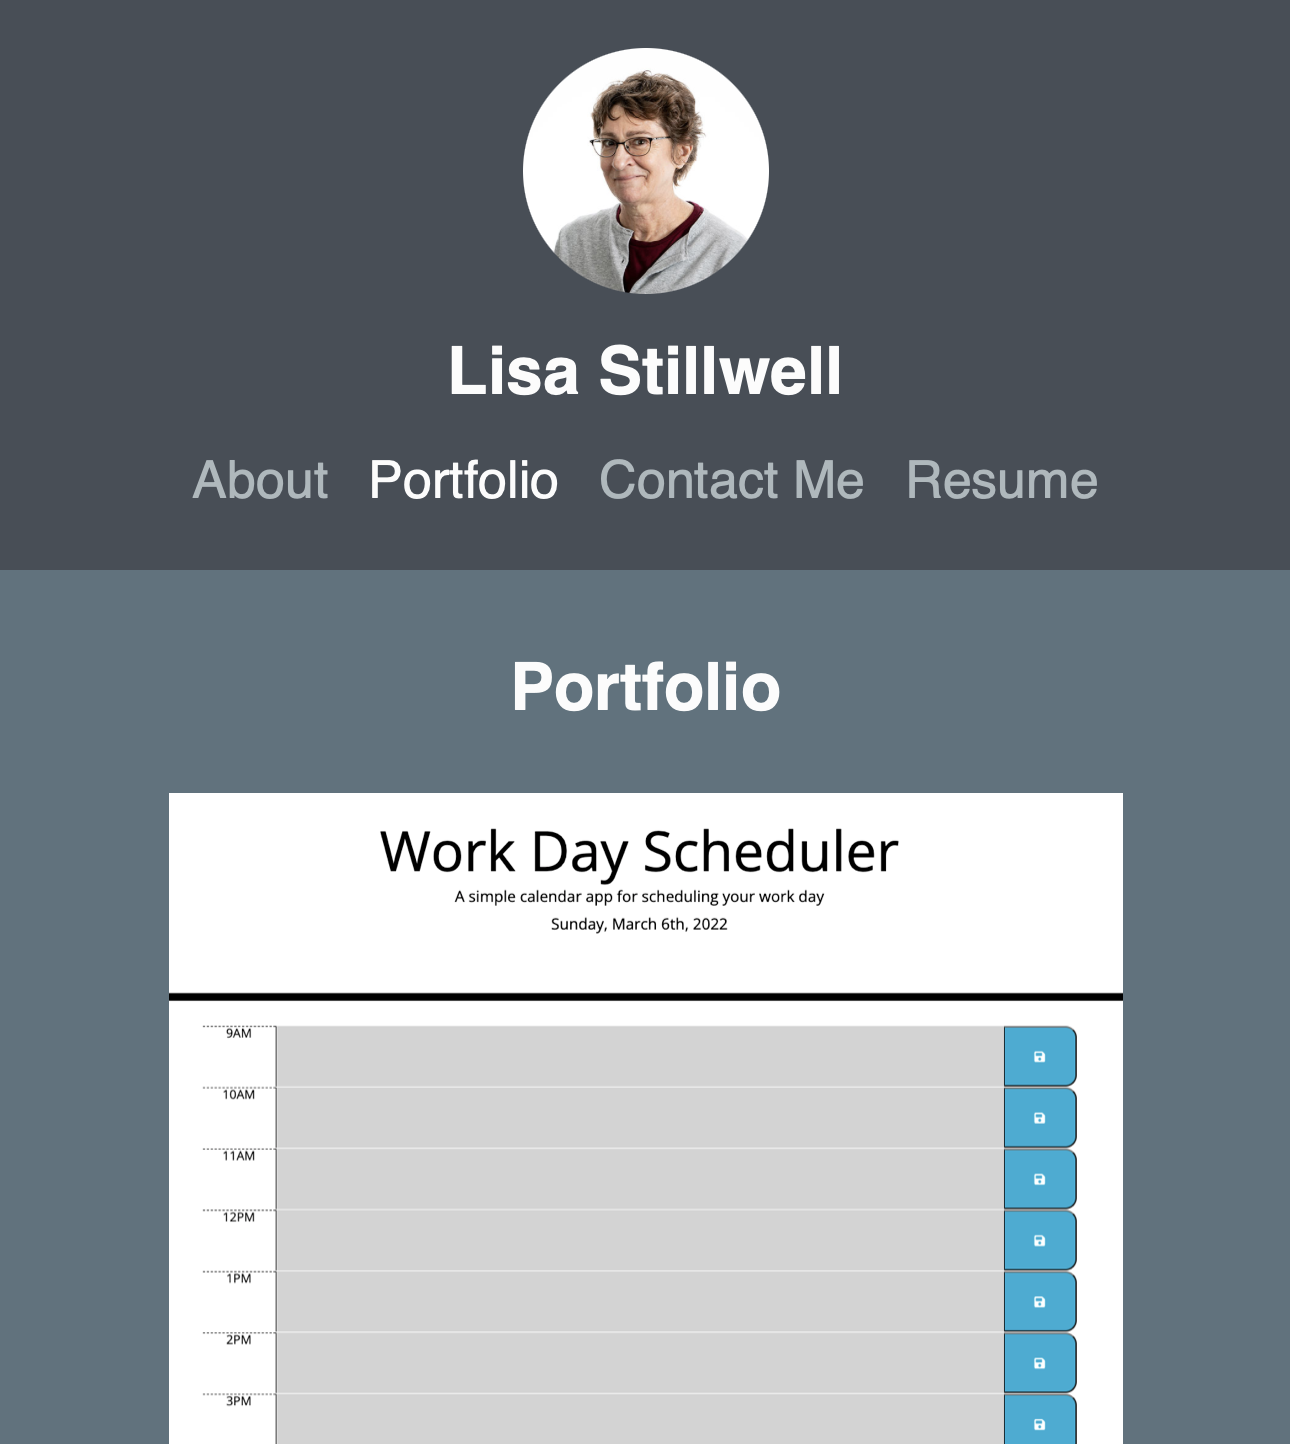 Lisa Stillwell
About Portfolio Contact Me Resume
Portfolio
Work Day Scheduler
A simple calendar app for scheduling your work day
Sunday, March 6th, 2022
9AM
10AM
11AM
12PM
1PM
2PM
3PM